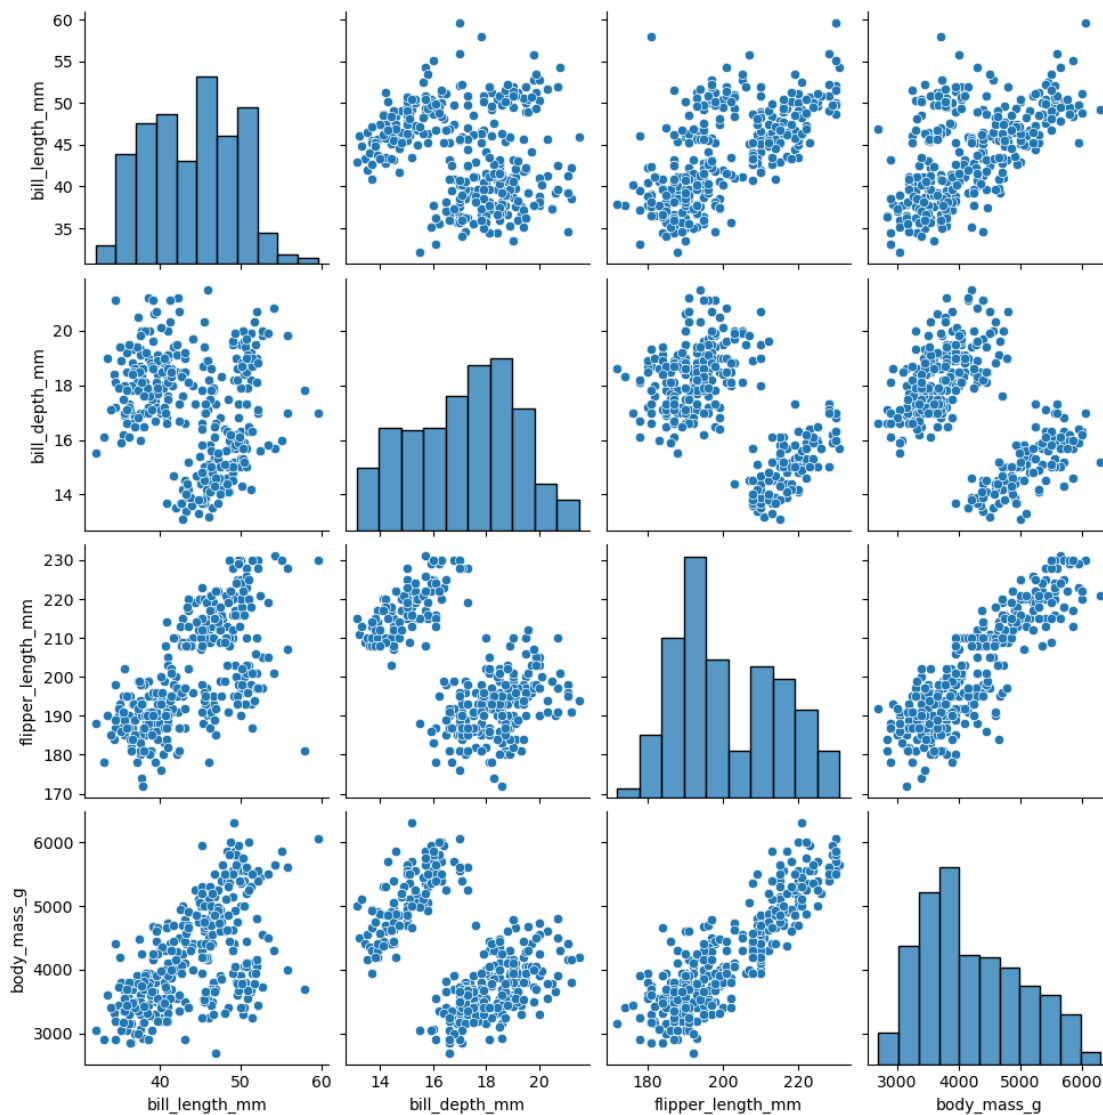 60
55
50
45
40
35
bill_length_mm
20
18
16
14
bill_depth_mm
230
220
210
200
190
180
170
flipper_length_mm
6000
5000
4000
3000
body_mass_g
40 50 60
bill_length_mm
14 16 18 20
bill_depth_mm
180 200 220
flipper_length_mm
3000 4000 5000 6000
body_mass_g